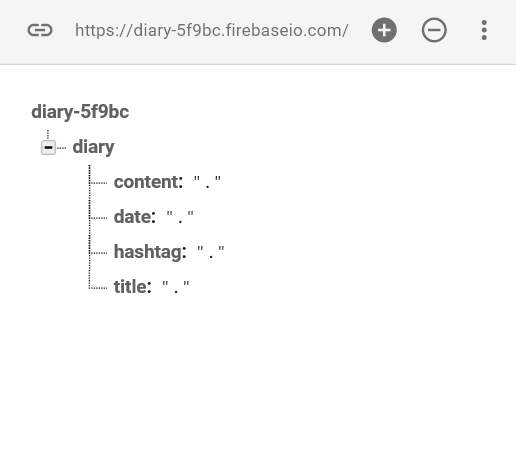 https://diary-5f9bc.firebaseio.com/
diary-5f9bc
diary
content: " . "
date: " . "
hashtag: " . "
title: " . "